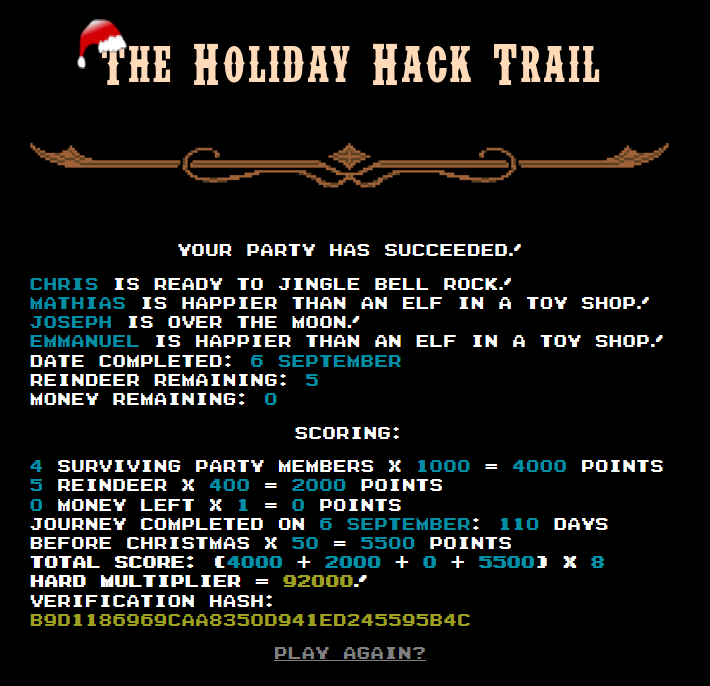 THE HOLIDAY HACK TRAIL
YOUR PARTY HAS SUCCEEDED!
CHRIS IS READY TO JINGLE BELL ROCK!
MATHIAS IS HAPPIER THAN AN ELF IN A TOY SHOP!
JOSEPH IS OVER THE MOON!
EMMANUEL IS HAPPIER THAN AN ELF IN A TOY SHOP!
DATE COMPLETED: 6 SEPTEMBER
REINDEER REMAINING: 5
MONEY REMAINING: 0
SCORING:
4 SURVIVING PARTY MEMBERS X 1000 = 4000 POINTS
5 REINDEER X 400 = 2000 POINTS
0 MONEY LEFT X 1 = 0 POINTS
JOURNEY COMPLETED ON 6 SEPTEMBER: 110 DAYS
BEFORE CHRISTMAS X 50 = 5500 POINTS
TOTAL SCORE: (4000 + 2000 + 0 + 5500) X 8
HARD MULTIPLIER = 92000!
VERIFICATION HASH:
B9D1186969CAA8350D941ED245595B4C
PLAY AGAIN?